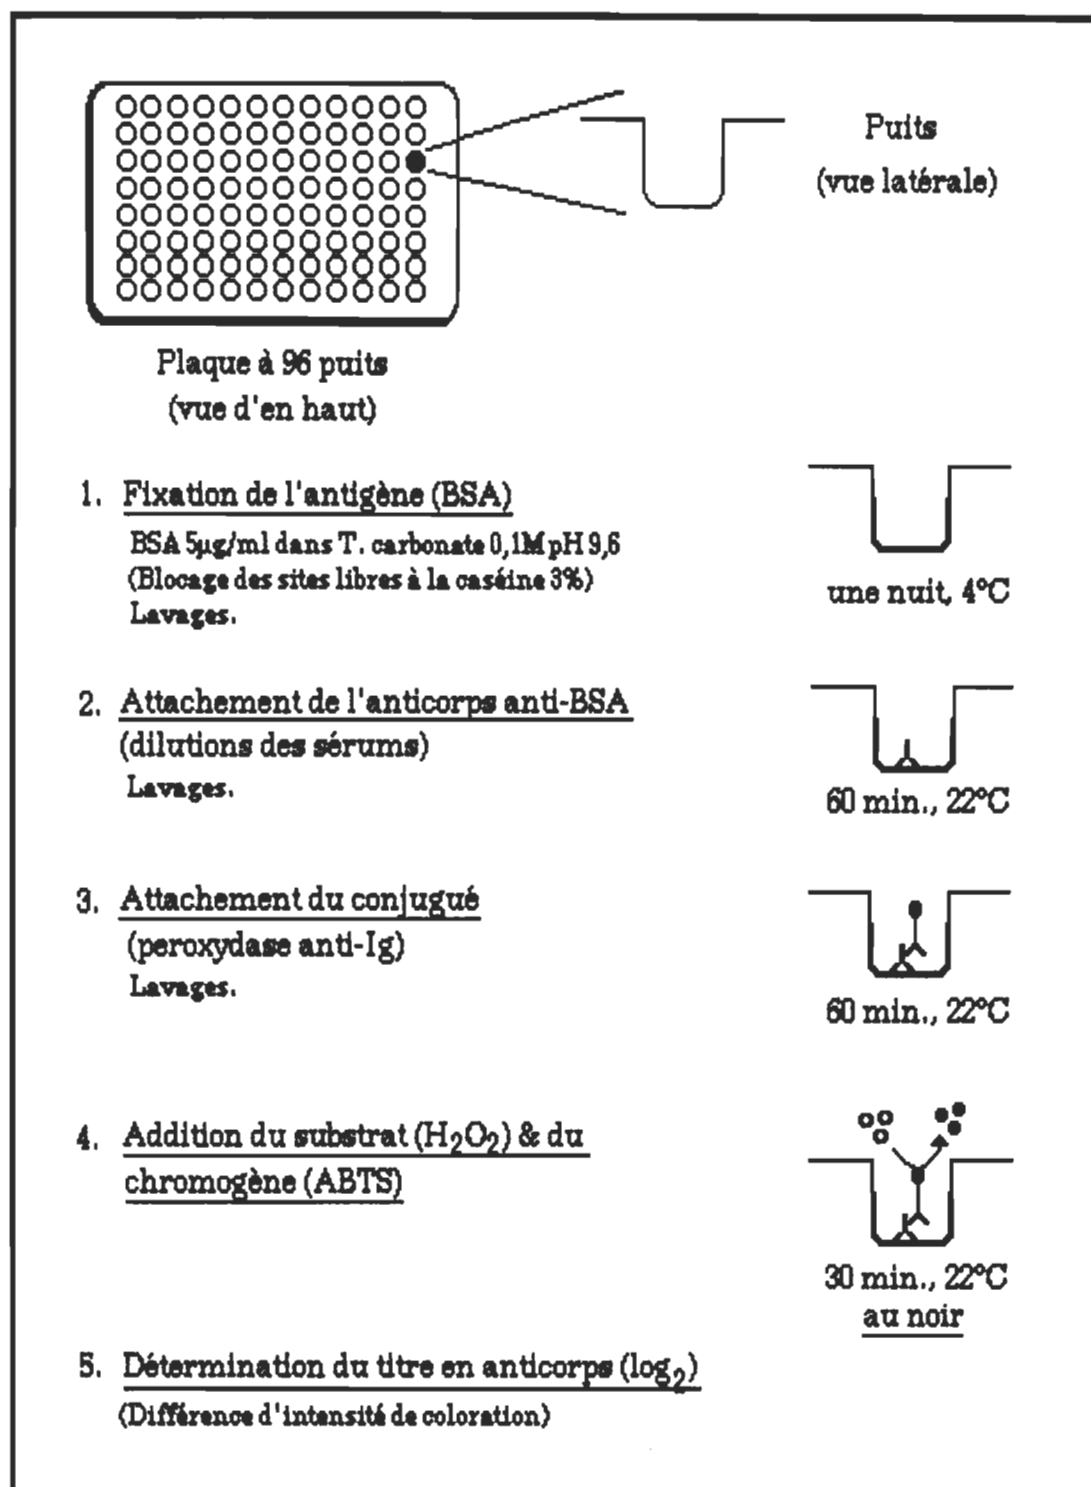 Puits
(vue latérale)
Plaque à 96 puits
(vue d'en haut)
1. Fixation de l'antigène (BSA)
BSA 5µg/ml dans T. carbonate 0,1M pH 9,6
(Blocage des sites libres à la caséine 3%)
Lavages.
une nuit, 4°C
2. Attachement de l'anticorps anti-BSA
(dilutions des sérums)
Lavages.
60 min., 22°C
3. Attachement du conjugué
(peroxydase anti-Ig)
Lavages.
60 min., 22°C
4. Addition du substrat (H₂O₂) & du
chromogène (ABTS)
30 min., 22°C
au noir
5. Détermination du titre en anticorps (log₂)
(Différence d'intensité de coloration)